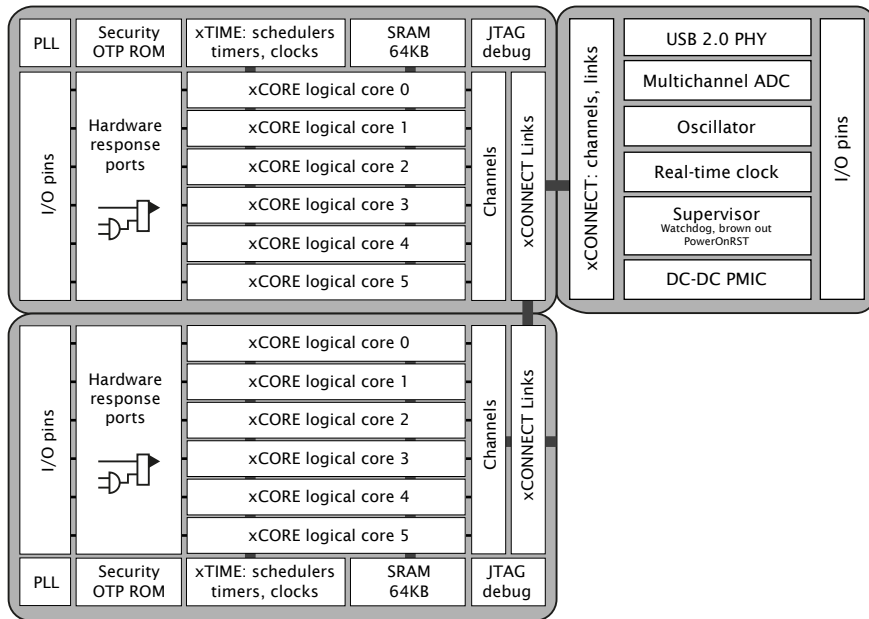 PLL
Security
OTP ROM
xTIME: schedulers
timers, clocks
SRAM
64KB
JTAG
debug
I/O pins
Hardware
response
ports
xCORE logical core 0
xCORE logical core 1
xCORE logical core 2
xCORE logical core 3
xCORE logical core 4
xCORE logical core 5
Channels
xCONNECT Links
xCONNECT: channels, links
USB 2.0 PHY
Multichannel ADC
Oscillator
Real-time clock
Supervisor
Watchdog, brown out
PowerOnRST
DC-DC PMIC
I/O pins
I/O pins
Hardware
response
ports
xCORE logical core 0
xCORE logical core 1
xCORE logical core 2
xCORE logical core 3
xCORE logical core 4
xCORE logical core 5
Channels
xCONNECT Links
PLL
Security
OTP ROM
xTIME: schedulers
timers, clocks
SRAM
64KB
JTAG
debug